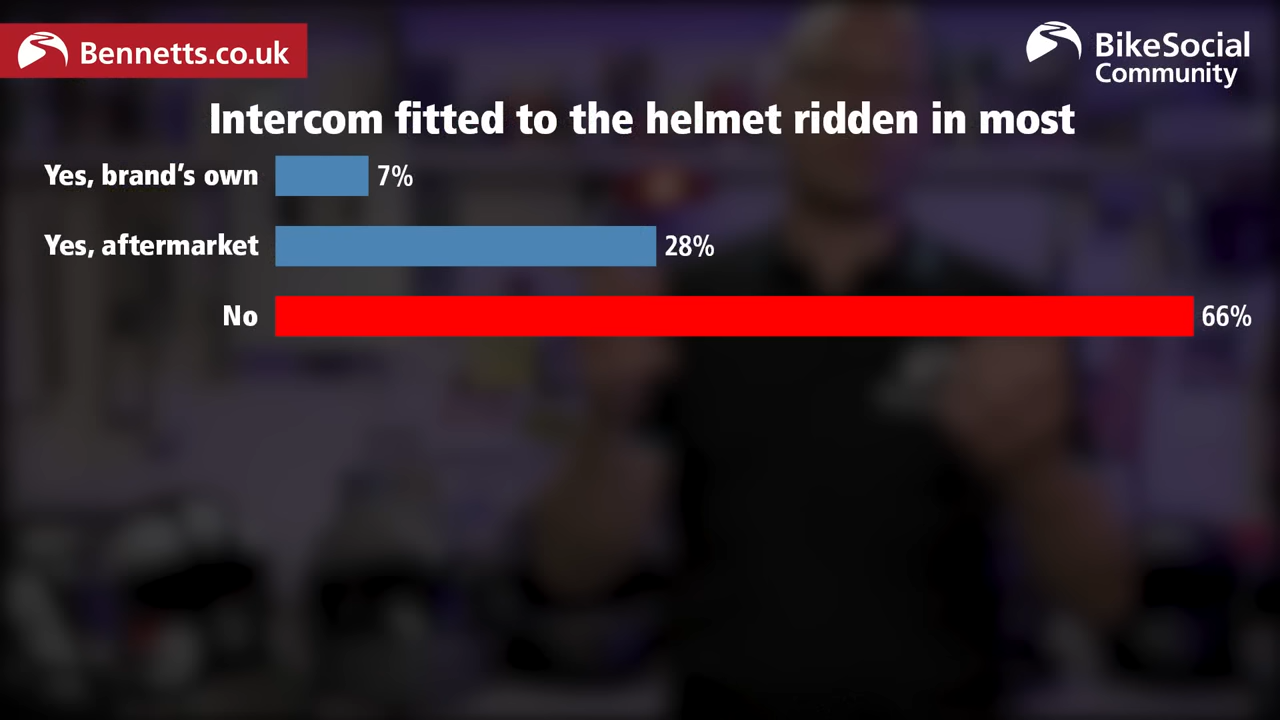 Bennetts.co.uk
BikeSocial
Community
Intercom fitted to the helmet ridden in most
Yes, brand’s own 7%
Yes, aftermarket 28%
No 66%